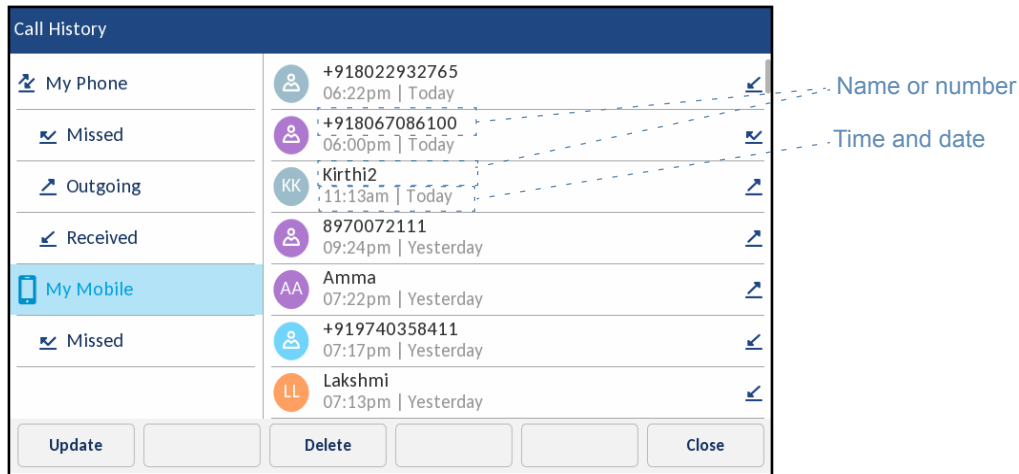 Call History
My Phone
Missed
Outgoing
Received
My Mobile
Missed
+918022932765
06:22pm | Today
+918067086100
06:00pm | Today
KK
Kirthi2
11:13am | Today
8970072111
09:24pm | Yesterday
AA
Amma
07:22pm | Yesterday
+919740358411
07:17pm | Yesterday
LL
Lakshmi
07:13pm | Yesterday
Update
Delete
Close
Name or number
Time and date